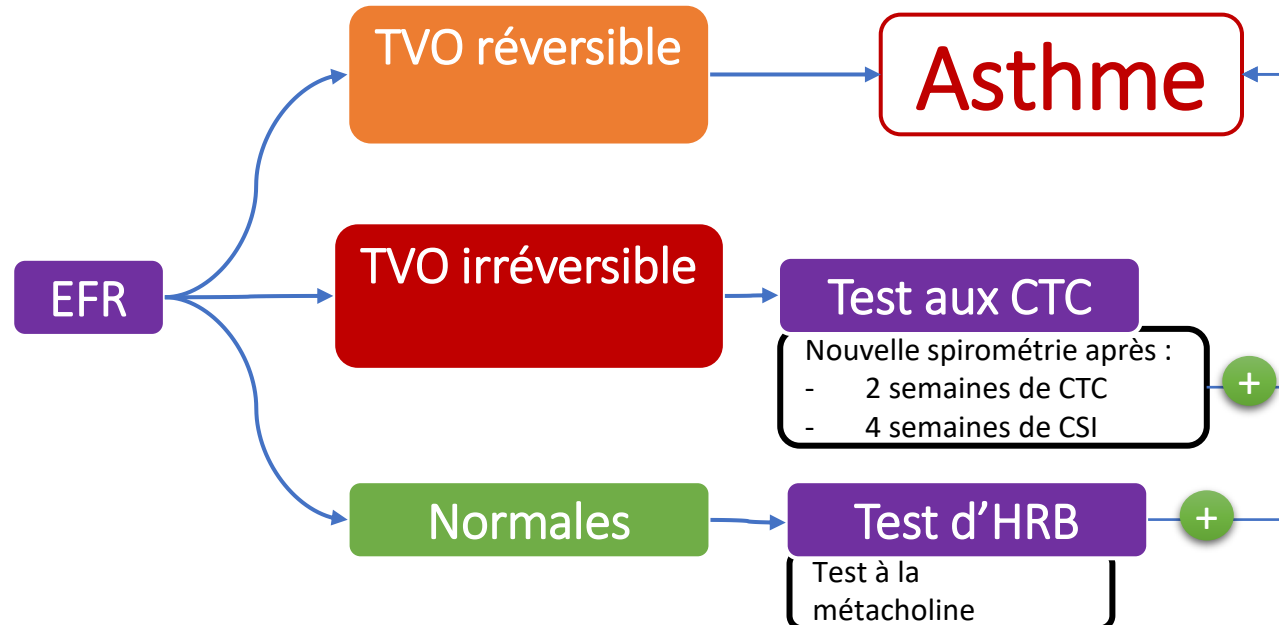 TVO réversible
Asthme
EFR
TVO irréversible
Test aux CTC
Nouvelle spirométrie après :
- 2 semaines de CTC
- 4 semaines de CSI
+
Normales
Test d’HRB
+
Test à la
métacholine